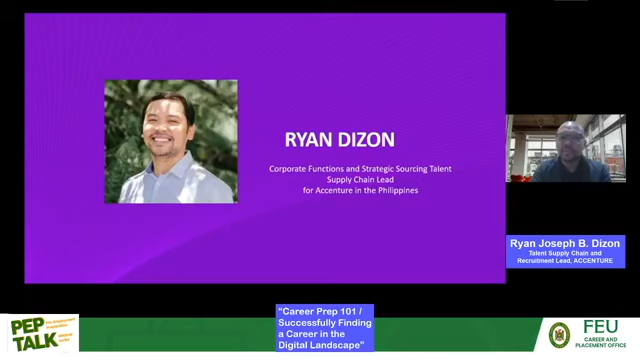 RYAN DIZON
Corporate Functions and Strategic Sourcing Talent
Supply Chain Lead
for Accenture in the Philippines
Ryan Joseph B. Dizon
Talent Supply Chain and
Recruitment Lead, ACCENTURE
PEP
TALK
"Career Prep 101 /
Successfully Finding
a Career in the
Digital Landscape"
FEU
CAREER AND
PLACEMENT OFFICE